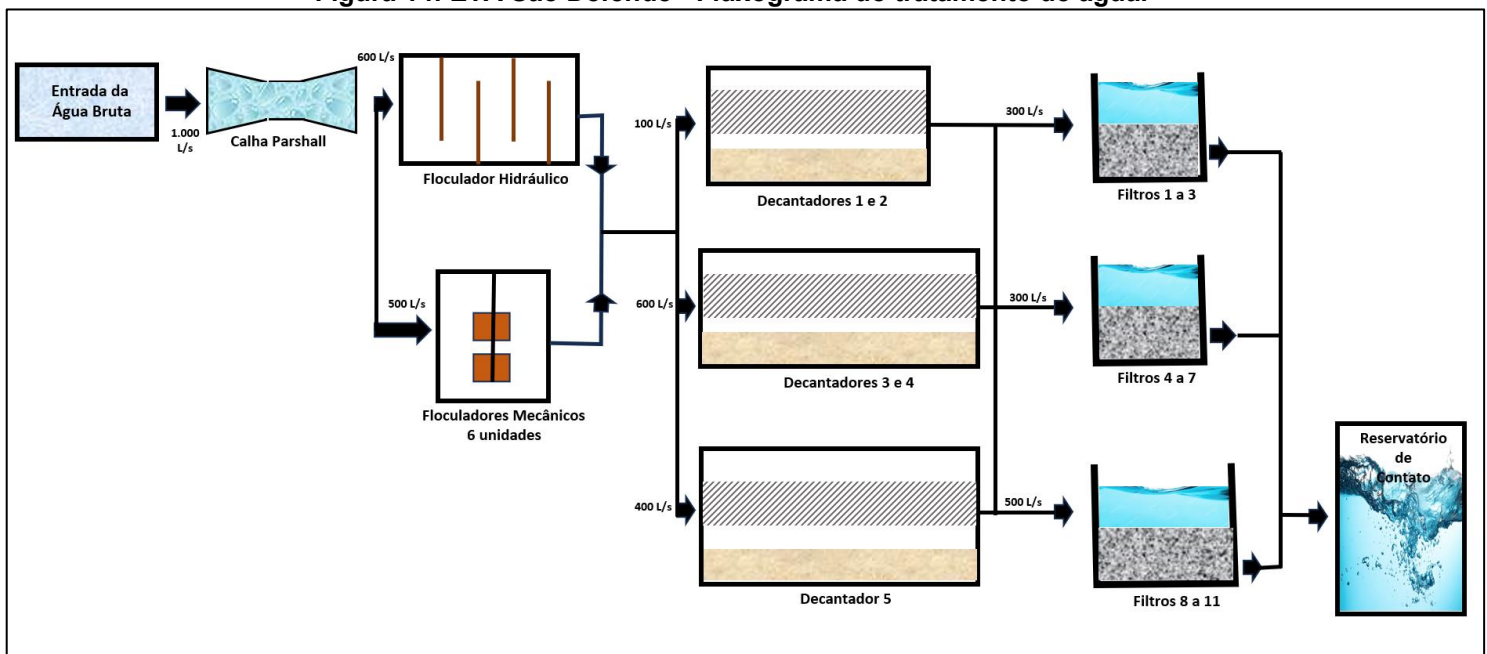 Entrada da
Água Bruta
1.000
L/s
Calha Parshall
600 L/s
Floculador Hidráulico
500 L/s
Floculadores Mecânicos
6 unidades
100 L/s
Decantadores 1 e 2
600 L/s
Decantadores 3 e 4
400 L/s
Decantador 5
300 L/s
Filtros 1 a 3
300 L/s
Filtros 4 a 7
500 L/s
Filtros 8 a 11
Reservatório
de
Contato